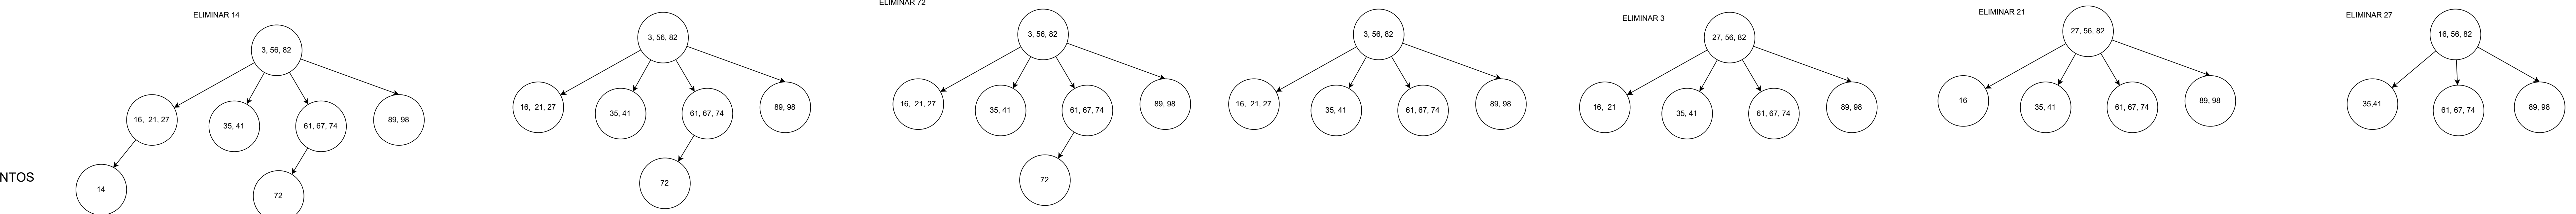 ELIMINAR 14
3, 56, 82
16,  21, 27
35, 41
61, 67, 74
89, 98
14
72
NTOS
3, 56, 82
16,  21, 27
35, 41
61, 67, 74
89, 98
72
ELIMINAR 72
3, 56, 82
16,  21, 27
35, 41
61, 67, 74
89, 98
72
3, 56, 82
16,  21, 27
35, 41
61, 67, 74
89, 98
ELIMINAR 3
27, 56, 82
16,  21
35, 41
61, 67, 74
89, 98
ELIMINAR 21
27, 56, 82
16
35, 41
61, 67, 74
89, 98
ELIMINAR 27
16, 56, 82
35,41
61, 67, 74
89, 98